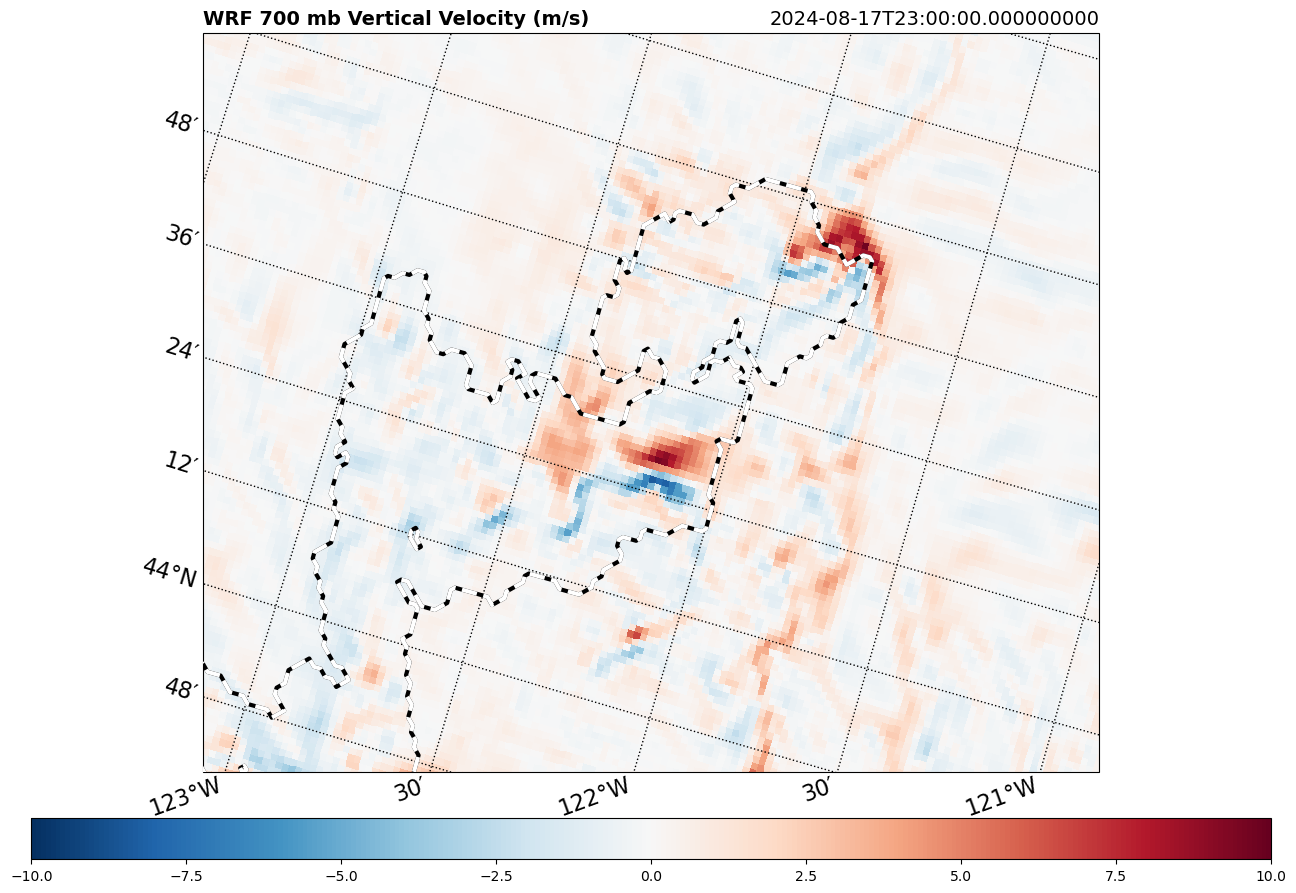 WRF 700 mb Vertical Velocity (m/s) 2024-08-17T23:00:00.000000000
48′
36′
24′
12′
44°N
48′
123°W 30′ 122°W 30′ 121°W
−10.0 −7.5 −5.0 −2.5 0.0 2.5 5.0 7.5 10.0